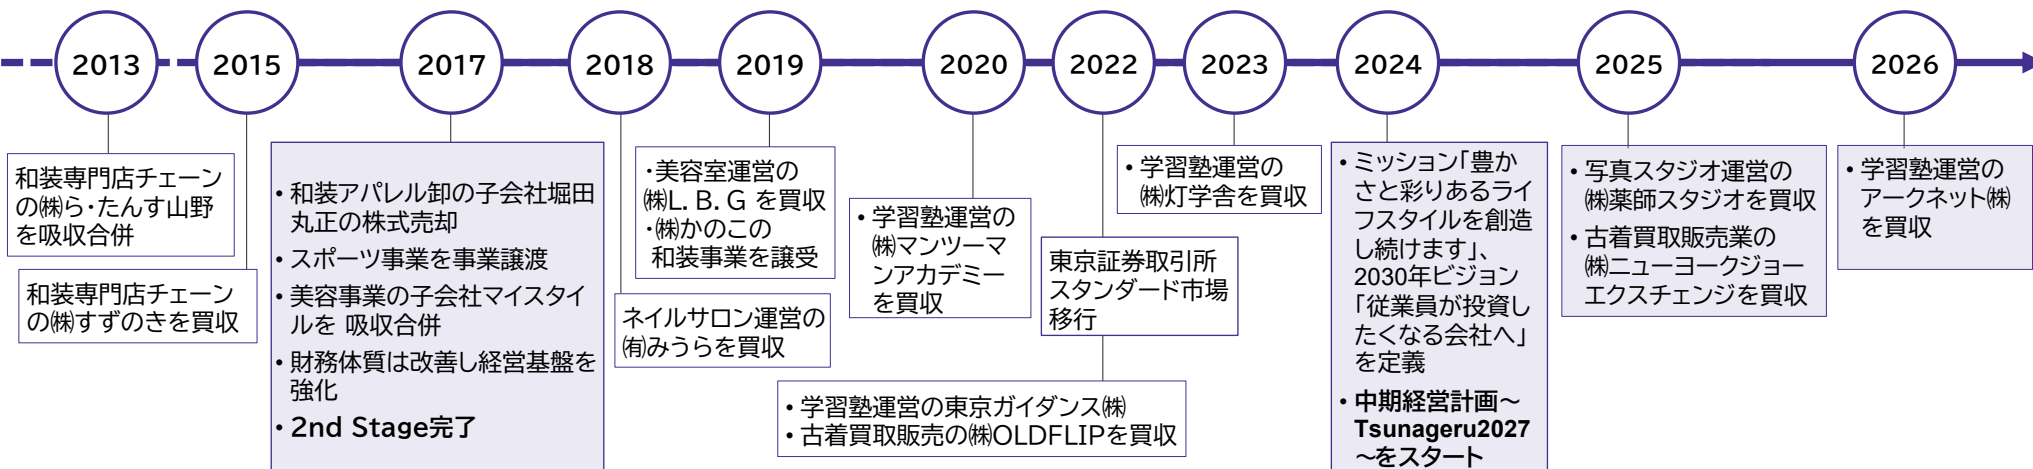 2013
2015
2017
2018
2019
2020
2022
2023
2024
2025
2026
和装専門店チェーン
の㈱ら・たんす山野
を吸収合併
和装専門店チェーン
の㈱すずのきを買収
• 和装アパレル卸の子会社堀田
丸正の株式売却
• スポーツ事業を事業譲渡
• 美容事業の子会社マイスタイ
ルを 吸収合併
• 財務体質は改善し経営基盤を
強化
• 2nd Stage完了
ネイルサロン運営の
㈲みうらを買収
・美容室運営の
㈱L．B．G を買収
・㈱かのこの
和装事業を譲受
• 学習塾運営の
㈱マンツーマ
ンアカデミー
を買収
東京証券取引所
スタンダード市場
移行
• 学習塾運営の東京ガイダンス㈱
• 古着買取販売の㈱OLDFLIPを買収
• 学習塾運営の
㈱灯学舎を買収
• ミッション「豊か
さと彩りあるライ
フスタイルを創造
し続けます」、
2030年ビジョン
「従業員が投資し
たくなる会社へ」
を定義
• 中期経営計画～
Tsunageru2027
～をスタート
• 写真スタジオ運営の
㈱薬師スタジオを買収
• 古着買取販売業の
㈱ニューヨークジョー
エクスチェンジを買収
• 学習塾運営の
アークネット㈱
を買収